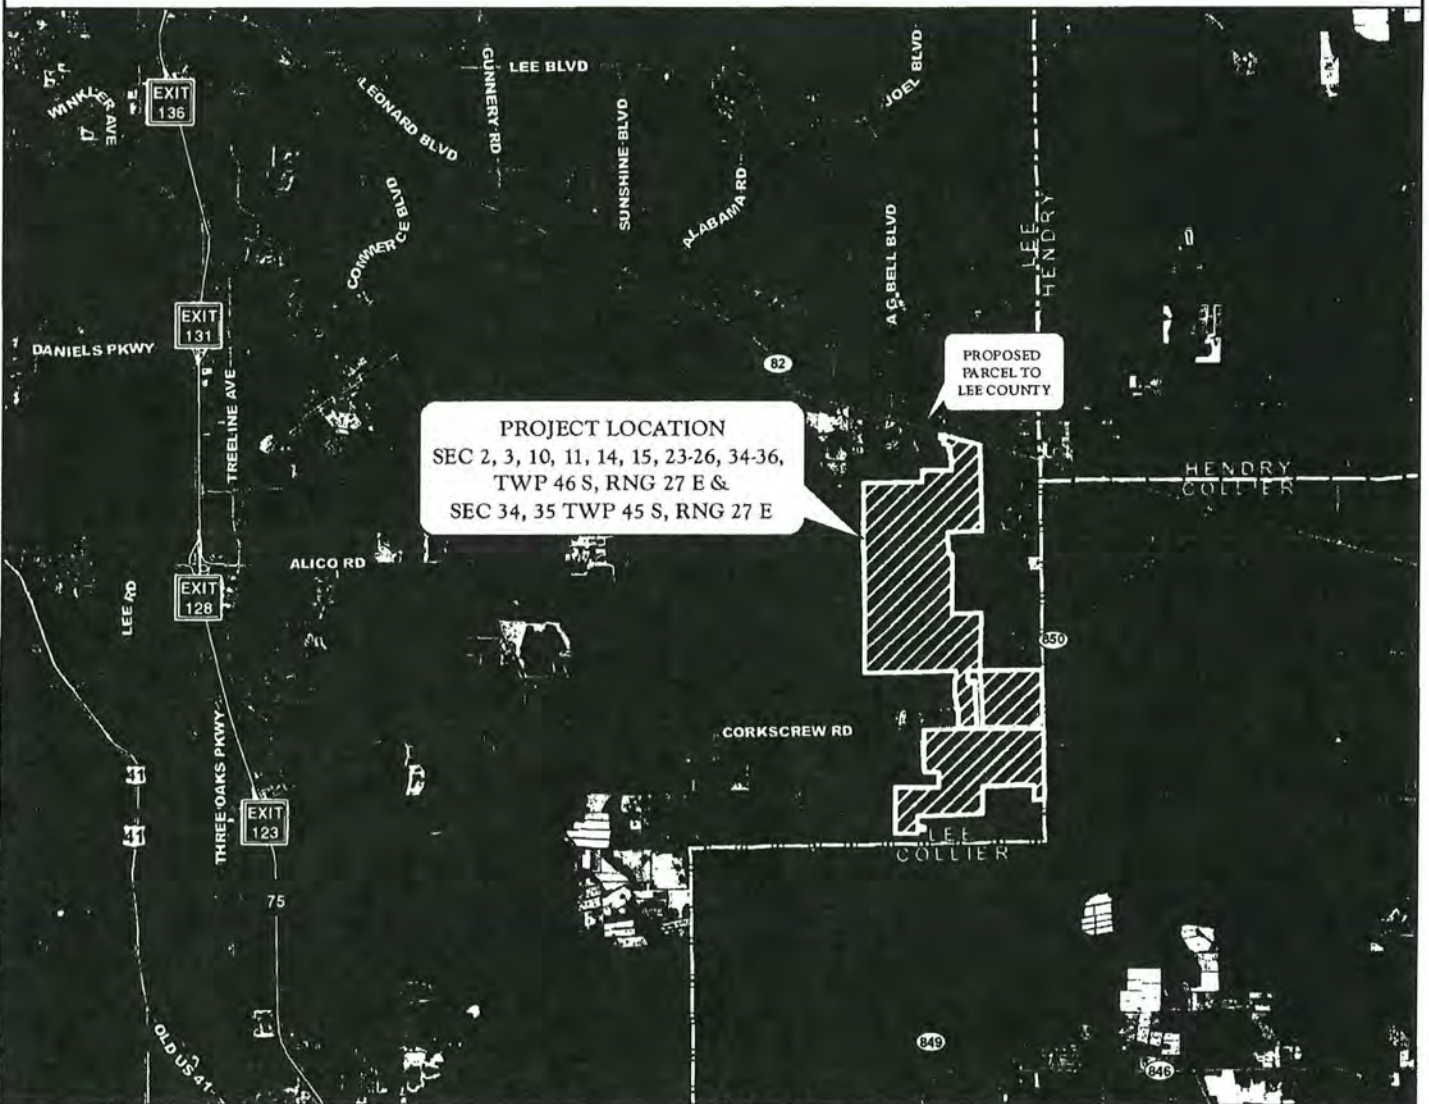 LEE BLVD
GUNNERY RD
JOEL BLVD
WINKLER AVE
EXIT
136
LEONARD BLVD
SUNSHINE BLVD
ALABAMA RD
COMMERCE BLVD
AG BELL BLVD
LEE
HENDRY
EXIT
131
DANIELS PKWY
TREELINE AVE
82
PROPOSED
PARCEL TO
LEE COUNTY
PROJECT LOCATION
SEC 2, 3, 10, 11, 14, 15, 23-26, 34-36,
TWP 46 S, RNG 27 E &
SEC 34, 35 TWP 45 S, RNG 27 E
HENDRY
COLLIER
ALICO RD
EXIT
128
LEE RD
850
THREE OAKS PKWY
CORKSCREW RD
41
41
EXIT
123
LEE
COLLIER
75
OLD US 41
849
846